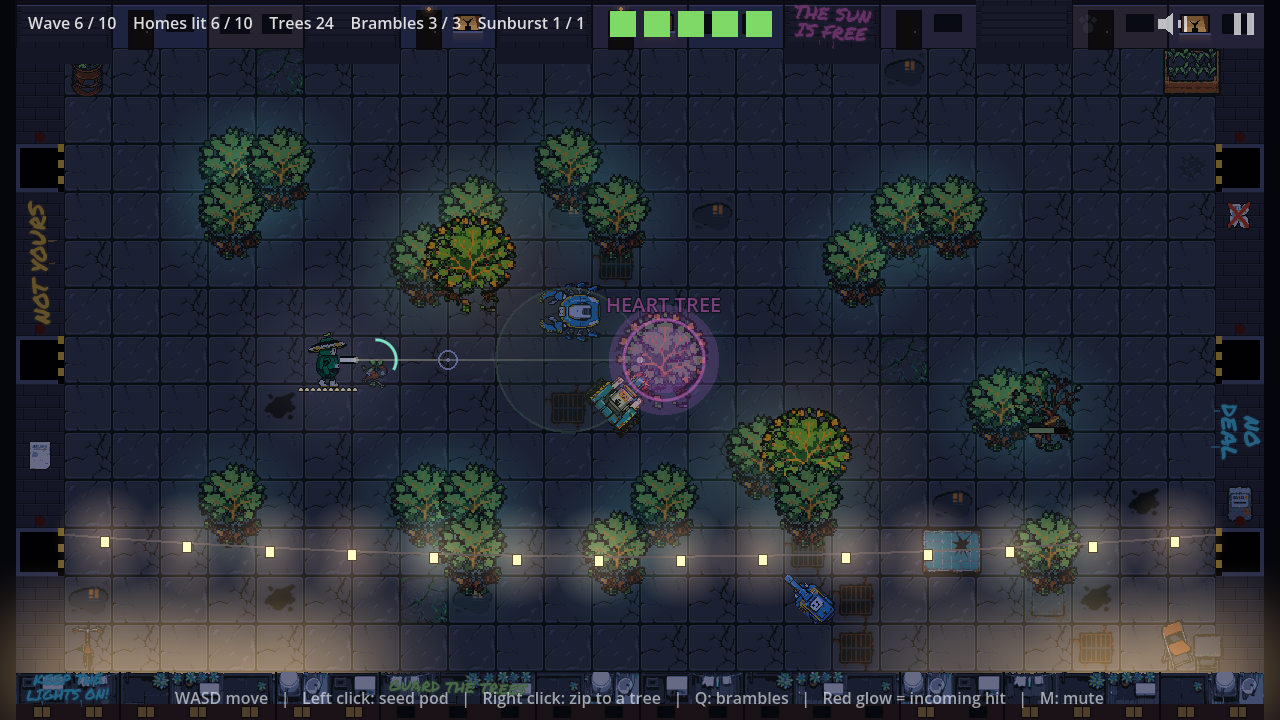 Wave 6 / 10 Homes lit 6 / 10 Trees 24 Brambles 3 / 3 Sunburst 1 / 1
THE SUN
IS FREE
NOT YOURS
HEART TREE
NO
DEAL
KEEP THE
LIGHTS ON!
GUARD THE TREES
WASD move | Left click: seed pod | Right click: zip to a tree | Q: brambles | Red glow = incoming hit | M: mute